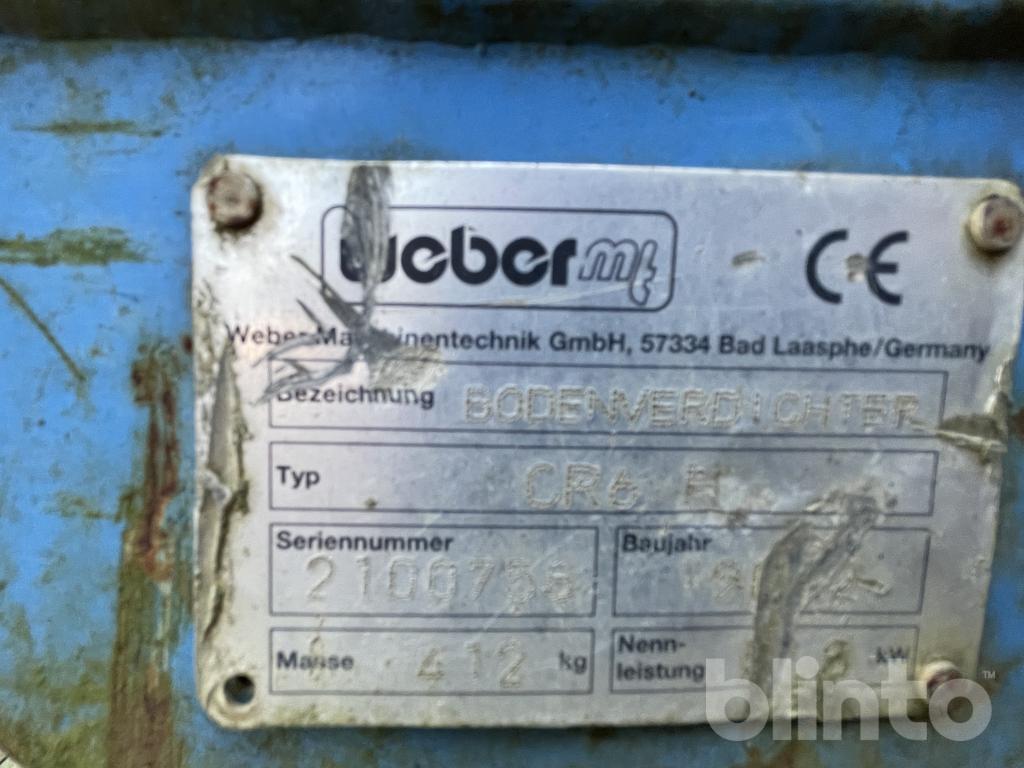 weber mt CE
Weber Maschinentechnik GmbH, 57334 Bad Laasphe/Germany
Bezeichnung BODENVERDICHTER
Typ CR6 H
Seriennummer Baujahr
Masse 412 kg Nenn-
leistung kW
blinto™